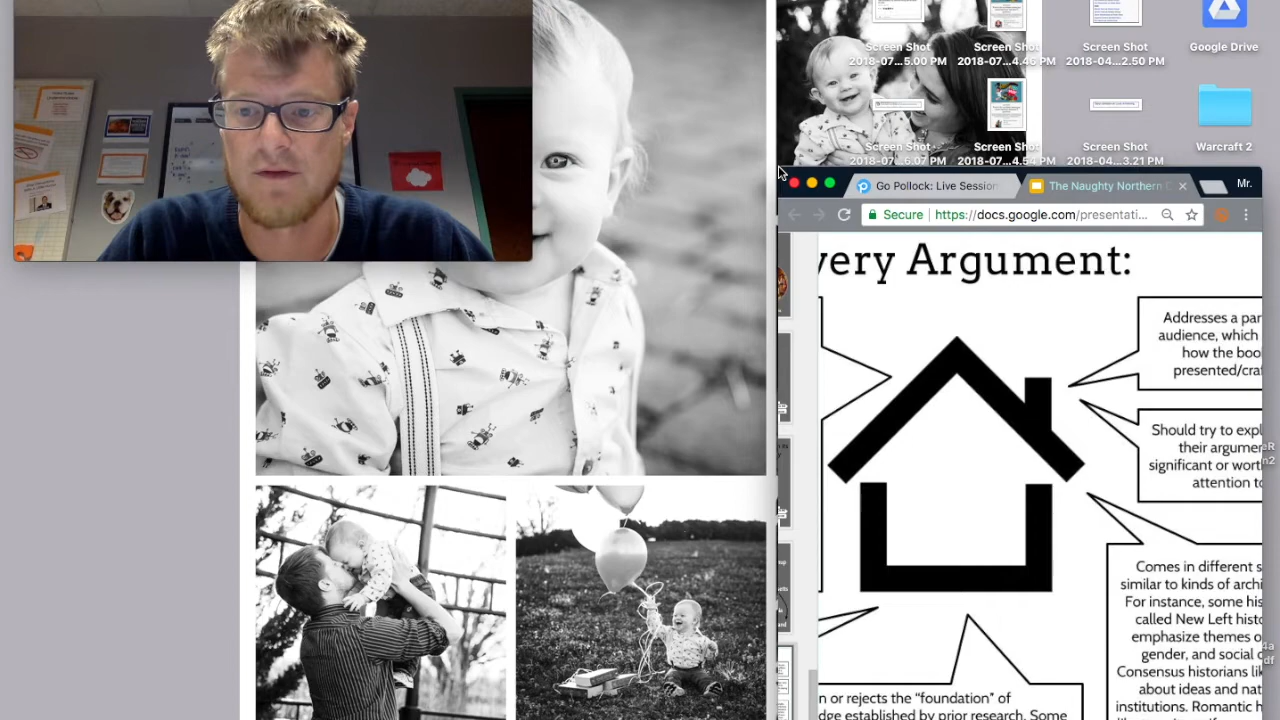 Screen Shot
2018-07...5.00 PM
Screen Shot
2018-07...4.46 PM
Screen Shot
2018-04...2.50 PM
Google Drive
Screen Shot
2018-07...6.07 PM
Screen Shot
2018-07...4.54 PM
Screen Shot
2018-04...3.21 PM
Warcraft 2
Go Pollock: Live Session
The Naughty Northern
Mr.
Secure
https://docs.google.com/presentati...
very Argument:
Addresses a par
audience, which
how the boo
presented/craf
Should try to expl
their argumen
significant or wort
attention to
Comes in different s
similar to kinds of archi
For instance, some his
called New Left histo
emphasize themes o
gender, and social c
Consensus historians lik
about ideas and nat
institutions. Romantic h
n or rejects the "foundation" of
dge established by prior research. Some